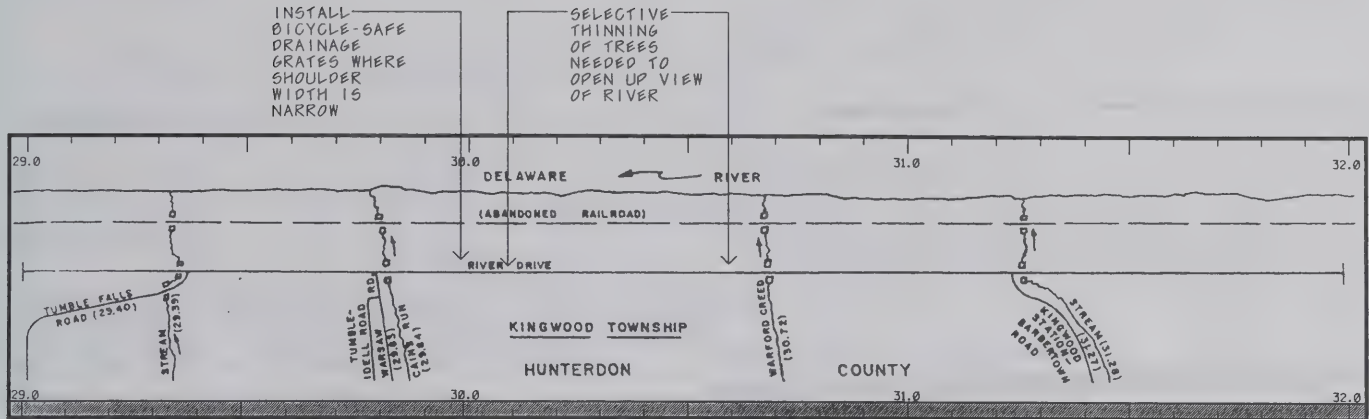 INSTALL
BICYCLE-SAFE
DRAINAGE
GRATES WHERE
SHOULDER
WIDTH IS
NARROW
SELECTIVE
THINNING
OF TREES
NEEDED TO
OPEN UP VIEW
OF RIVER
29.0 30.0 31.0 32.0
DELAWARE RIVER
(ABANDONED RAILROAD)
RIVER DRIVE
TUMBLE FALLS
ROAD (29.40)
STREAM
(29.39)
TUMBLE-
IDELL ROAD RD
WARSAW
(29.83)
CAINS RUN
(29.84)
KINGWOOD TOWNSHIP
HUNTERDON COUNTY
WARFORD CREED
(30.72)
STREAM (31.28)
KINGWOOD
STATION-
BARBERTOWN
ROAD
(31.27)
29.0 30.0 31.0 32.0